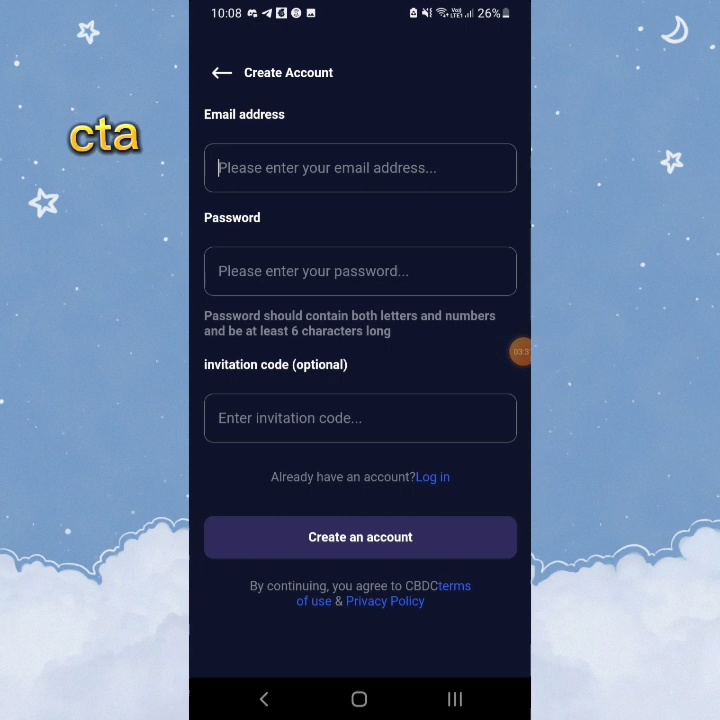 10:08
26%
Create Account
cta
Email address
Please enter your email address...
Password
Please enter your password...
Password should contain both letters and numbers
and be at least 6 characters long
03:3
invitation code (optional)
Enter invitation code...
Already have an account?Log in
Create an account
By continuing, you agree to CBDCterms
of use & Privacy Policy